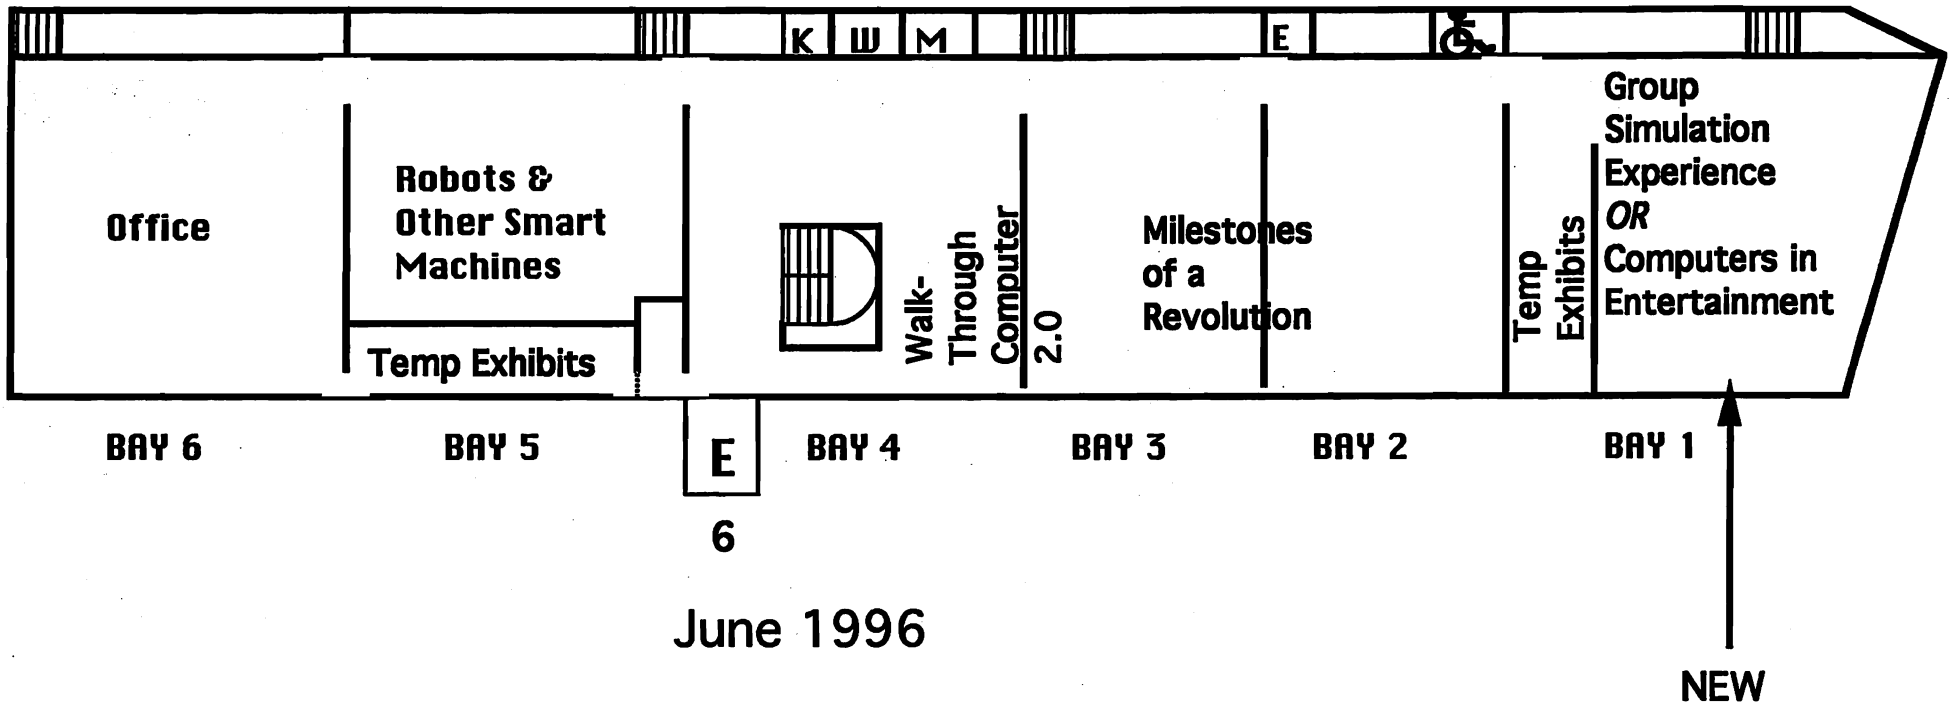 K W M E
Group
Simulation
Experience
OR
Computers in
Entertainment
Robots &
Other Smart
Machines
Office
Milestones
of a
Revolution
Walk-
Through
Computer
2.0
Temp
Exhibits
Temp Exhibits
BAY 6 BAY 5 BAY 4 BAY 3 BAY 2 BAY 1
E
6
June 1996
NEW